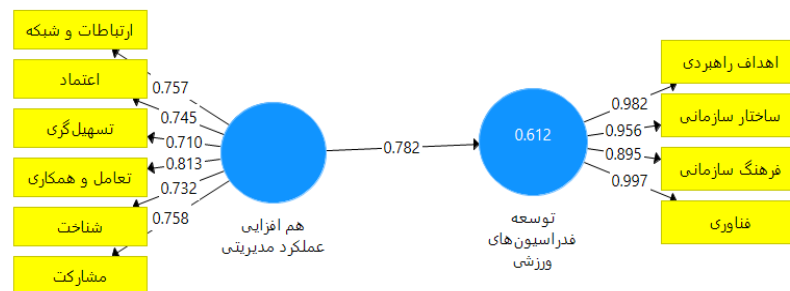 ارتباطات و شبکه
اعتماد
تسهیل‌گری
تعامل و همکاری
شناخت
مشارکت
0.757
0.745
0.710
0.813
0.732
0.758
هم افزایی
عملکرد مدیریتی
0.782
0.612
توسعه
فدراسیون‌های
ورزشی
0.982
0.956
0.895
0.997
اهداف راهبردی
ساختار سازمانی
فرهنگ سازمانی
فناوری